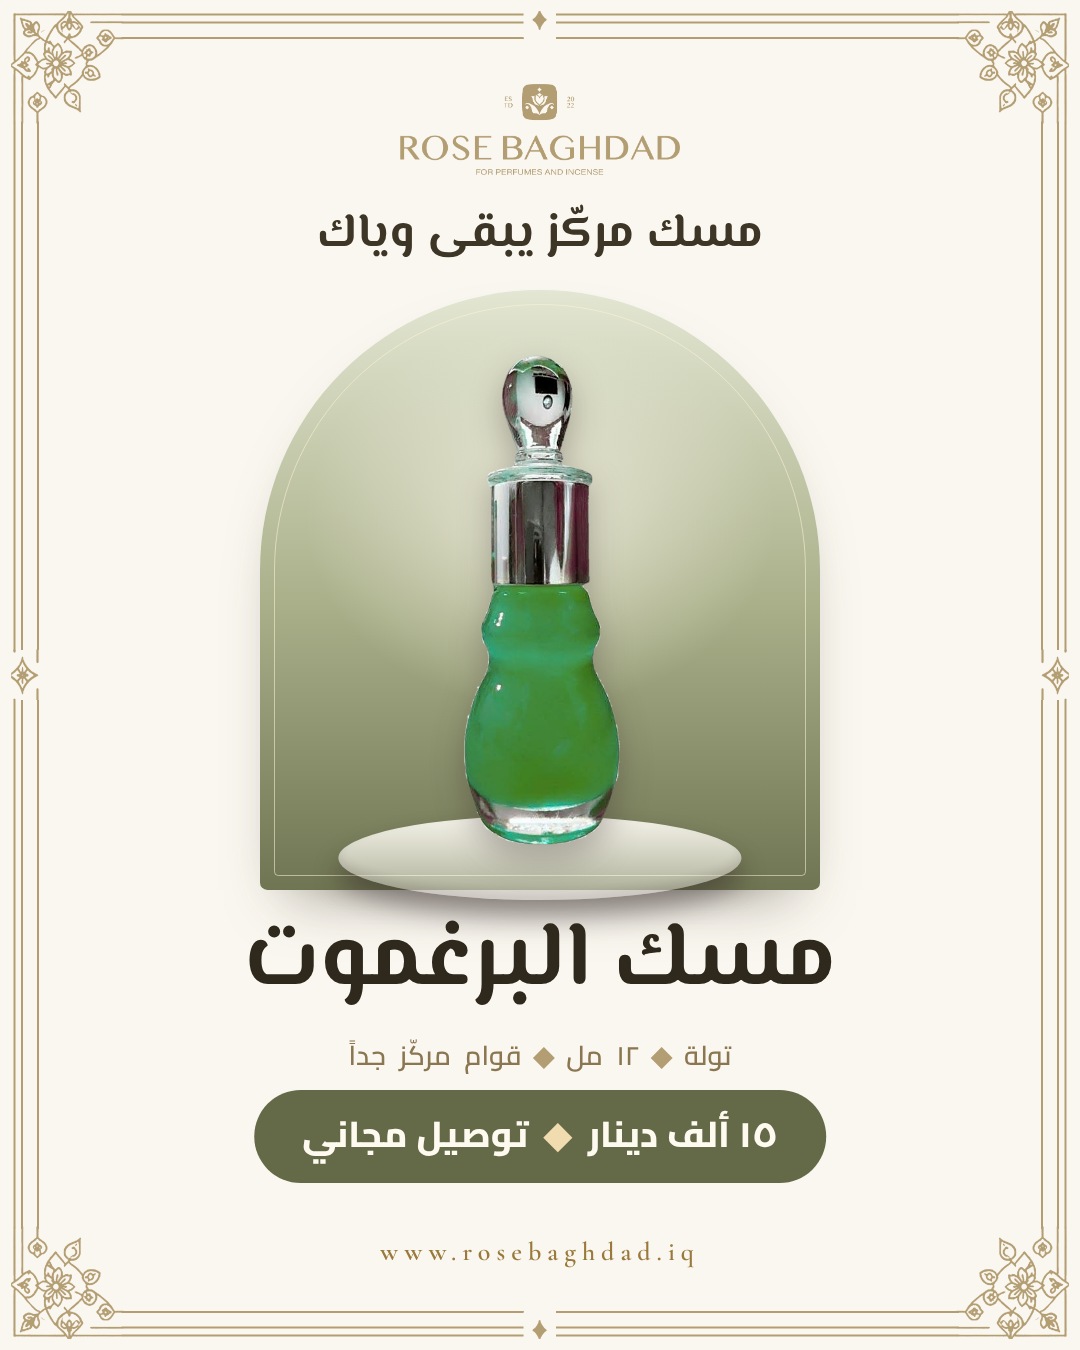 ES
TD
20
22
ROSE BAGHDAD
FOR PERFUMES AND INCENSE
مسك مركّز يبقى وياك
مسك البرغموت
تولة ◆ ١٢ مل ◆ قوام مركّز جداً
١٥ ألف دينار ◆ توصيل مجاني
www.rosebaghdad.iq